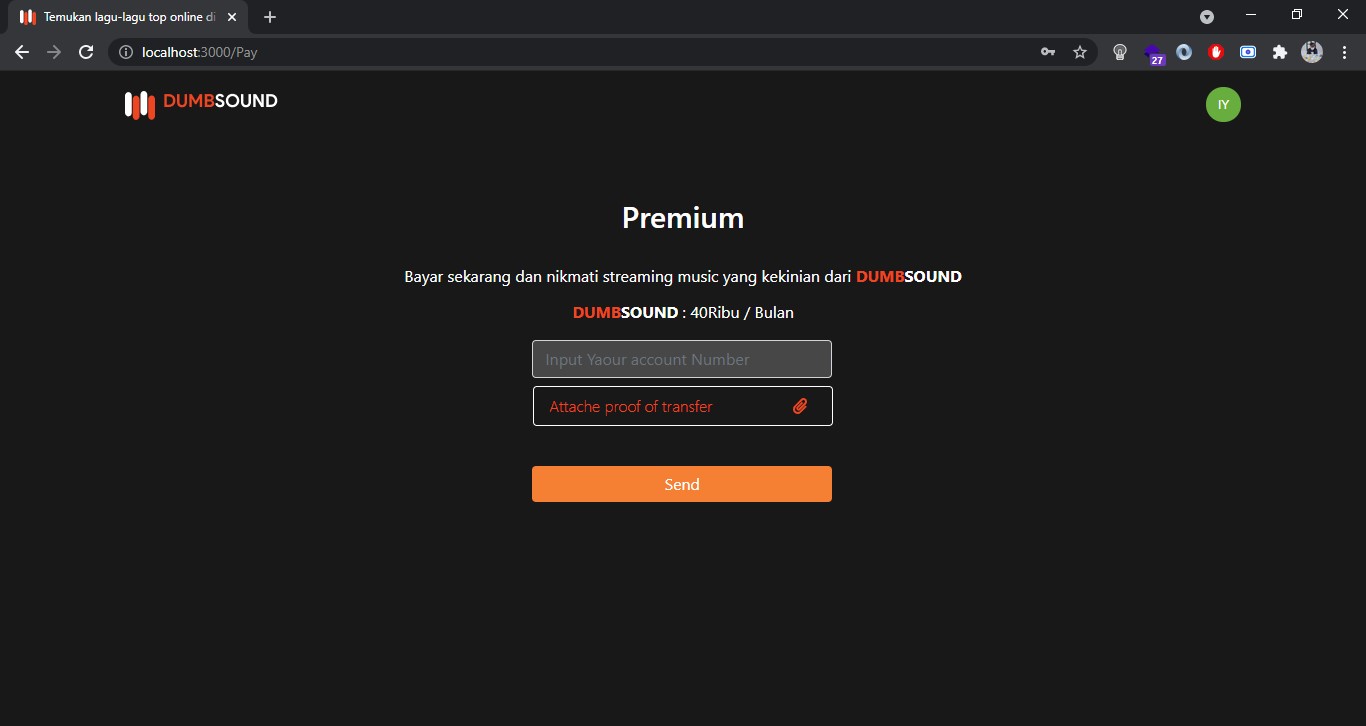 Temukan lagu-lagu top online di
localhost:3000/Pay
27
DUMBSOUND
IY
Premium
Bayar sekarang dan nikmati streaming music yang kekinian dari DUMBSOUND
DUMBSOUND : 40Ribu / Bulan
Input Yaour account Number
Attache proof of transfer
Send